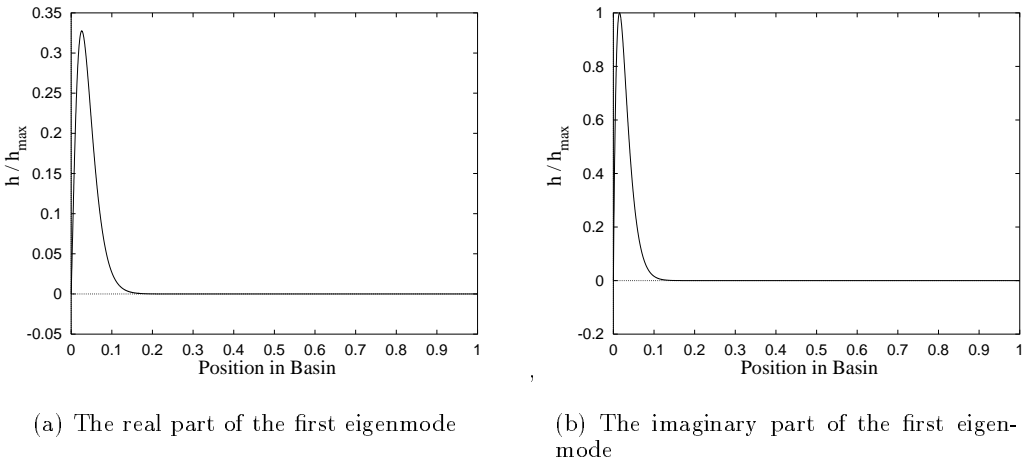 0.35
0.3
0.25
0.2
0.15
0.1
0.05
0
-0.05
h / h_max
0 0.1 0.2 0.3 0.4 0.5 0.6 0.7 0.8 0.9 1
Position in Basin
,
1
0.8
0.6
0.4
0.2
0
-0.2
h / h_max
0 0.1 0.2 0.3 0.4 0.5 0.6 0.7 0.8 0.9 1
Position in Basin
(a) The real part of the first eigenmode
(b) The imaginary part of the first eigen-
mode